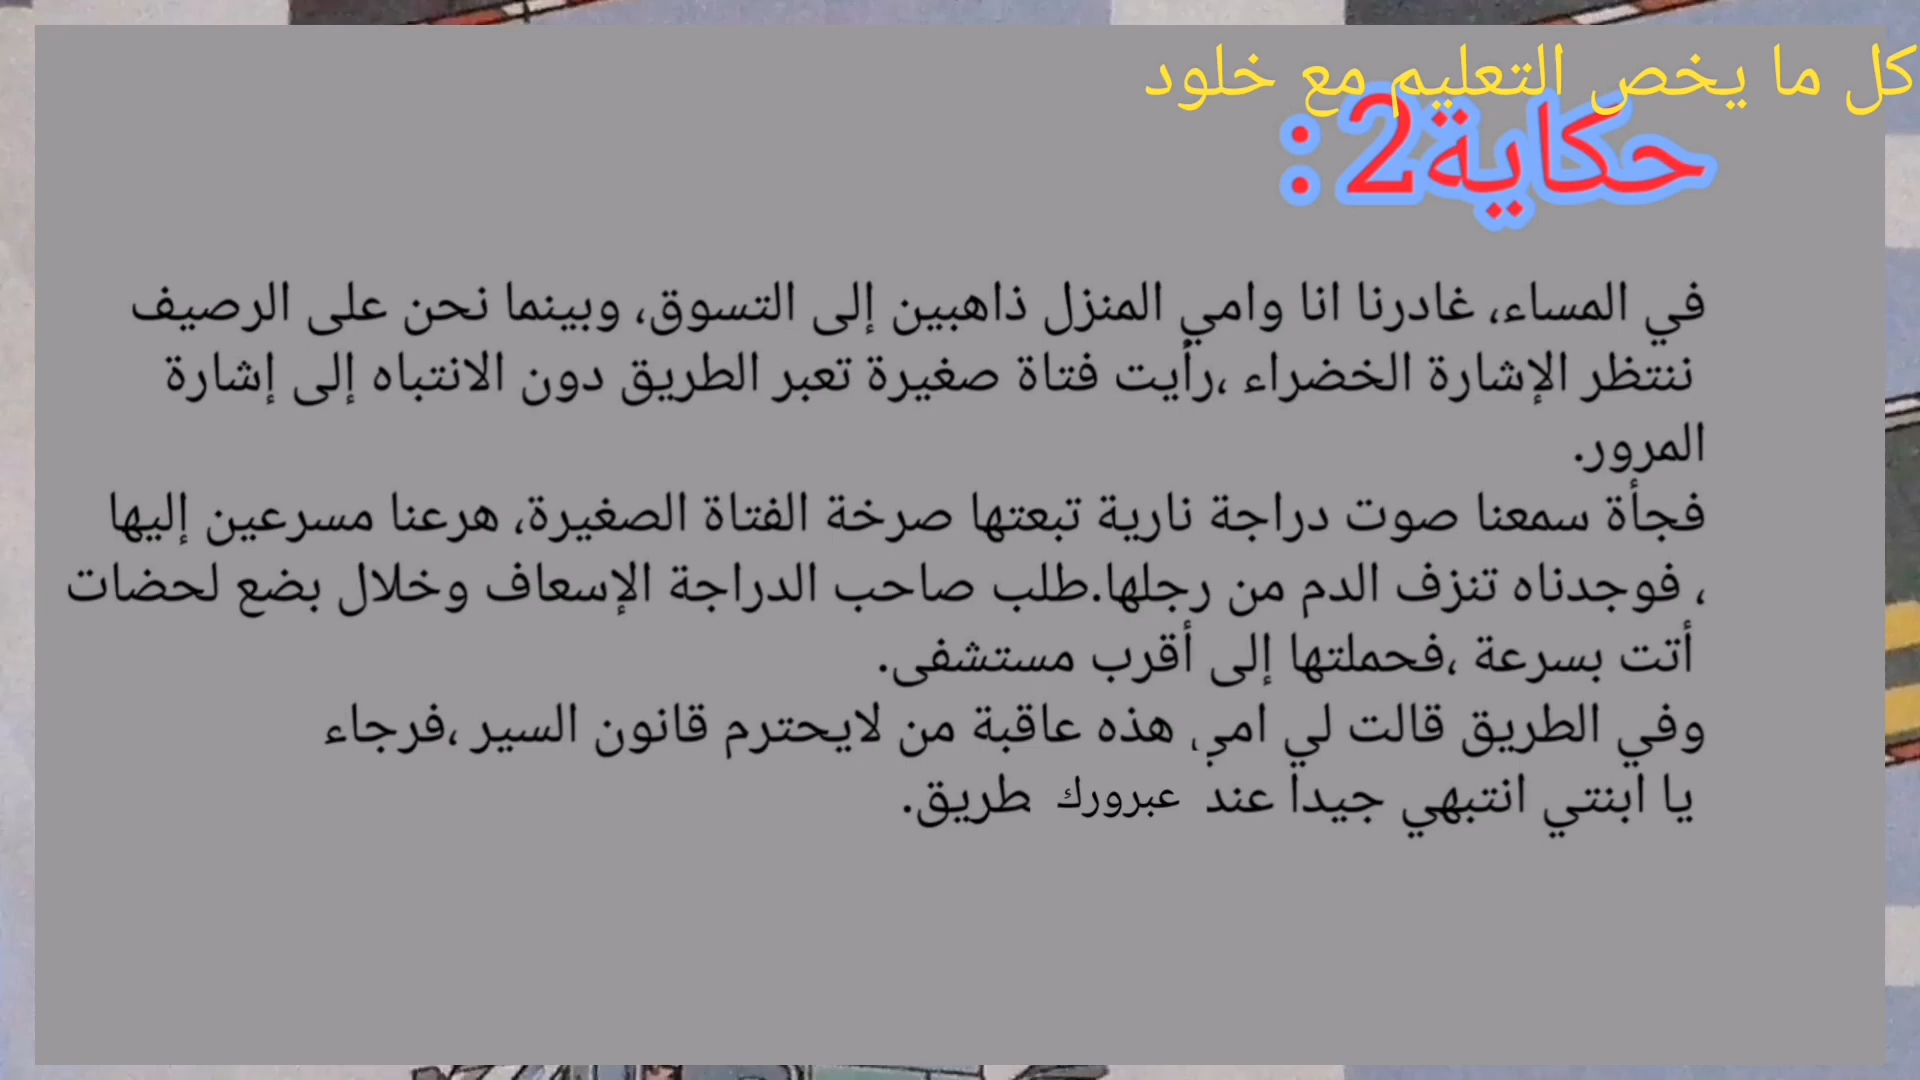 كل ما يخص التعليم مع خلود
حكاية2 :
في المساء، غادرنا انا وامي المنزل ذاهبين إلى التسوق، وبينما نحن على الرصيف
ننتظر الإشارة الخضراء ،رأيت فتاة صغيرة تعبر الطريق دون الانتباه إلى إشارة
المرور.
فجأة سمعنا صوت دراجة نارية تبعتها صرخة الفتاة الصغيرة، هرعنا مسرعين إليها
، فوجدناه تنزف الدم من رجلها.طلب صاحب الدراجة الإسعاف وخلال بضع لحضات
أتت بسرعة ،فحملتها إلى أقرب مستشفى.
وفي الطريق قالت لي امي، هذه عاقبة من لايحترم قانون السير ،فرجاء
يا ابنتي انتبهي جيدا عند عبرورك طريق.